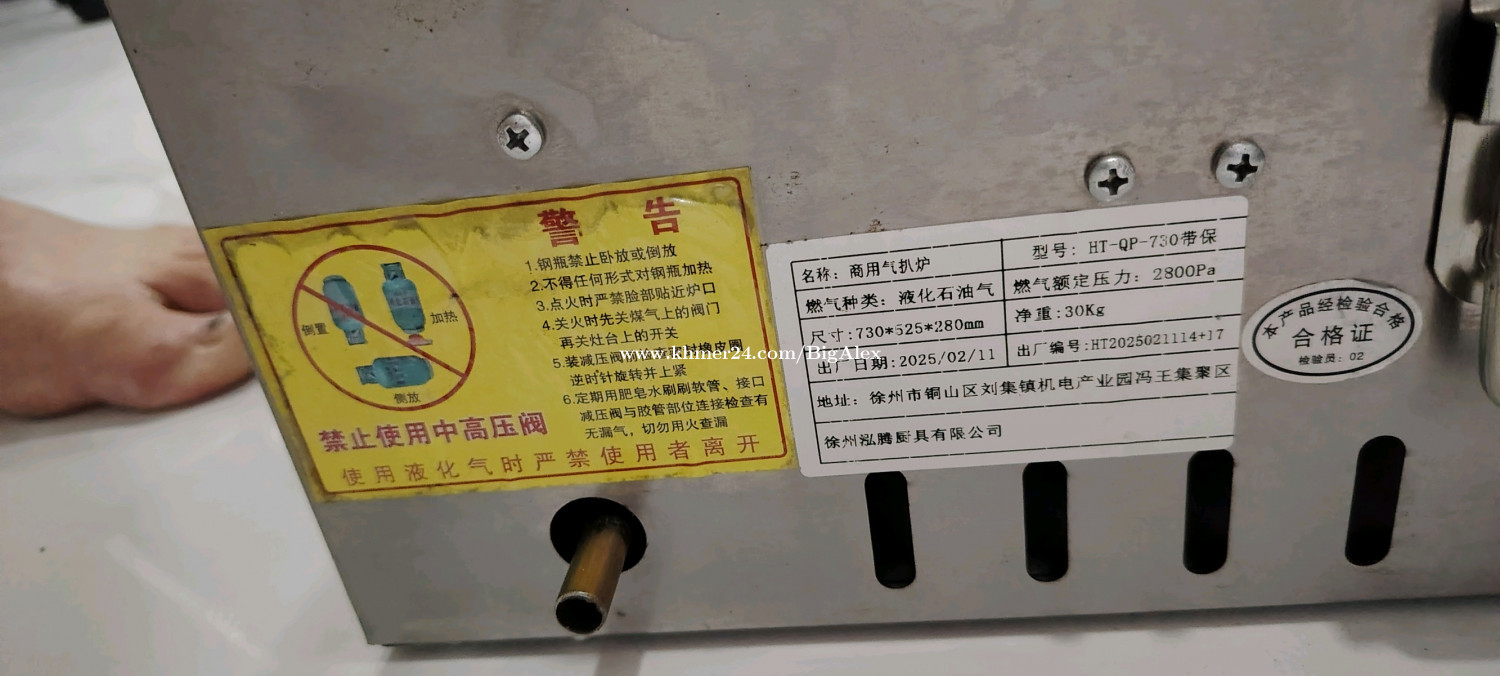 警 告
1.钢瓶禁止卧放或倒放
2.不得任何形式对钢瓶加热
3.点火时严禁脸部贴近炉口
4.关火时先关煤气上的阀门
再关灶台上的开关
5.装减压阀时 橡皮圈
逆时针旋转并上紧
6.定期用肥皂水刷刷软管、接口
减压阀与胶管部位连接检查有
无漏气，切勿用火查漏
倒置
加热
侧放
禁止使用中高压阀
使用液化气时严禁使用者离开
名称：商用气扒炉
型号：HT-QP-730带保
燃气种类：液化石油气
燃气额定压力：2800Pa
尺寸:730*525*280mm
净重:30Kg
出厂日期:2025/02/11
出厂编号:HT2025021114+17
地址：徐州市铜山区刘集镇机电产业园冯王集聚区
徐州泓腾厨具有限公司
本产品经检验合格
合格证
检验员：02
www.khmer24.com/BigAlex